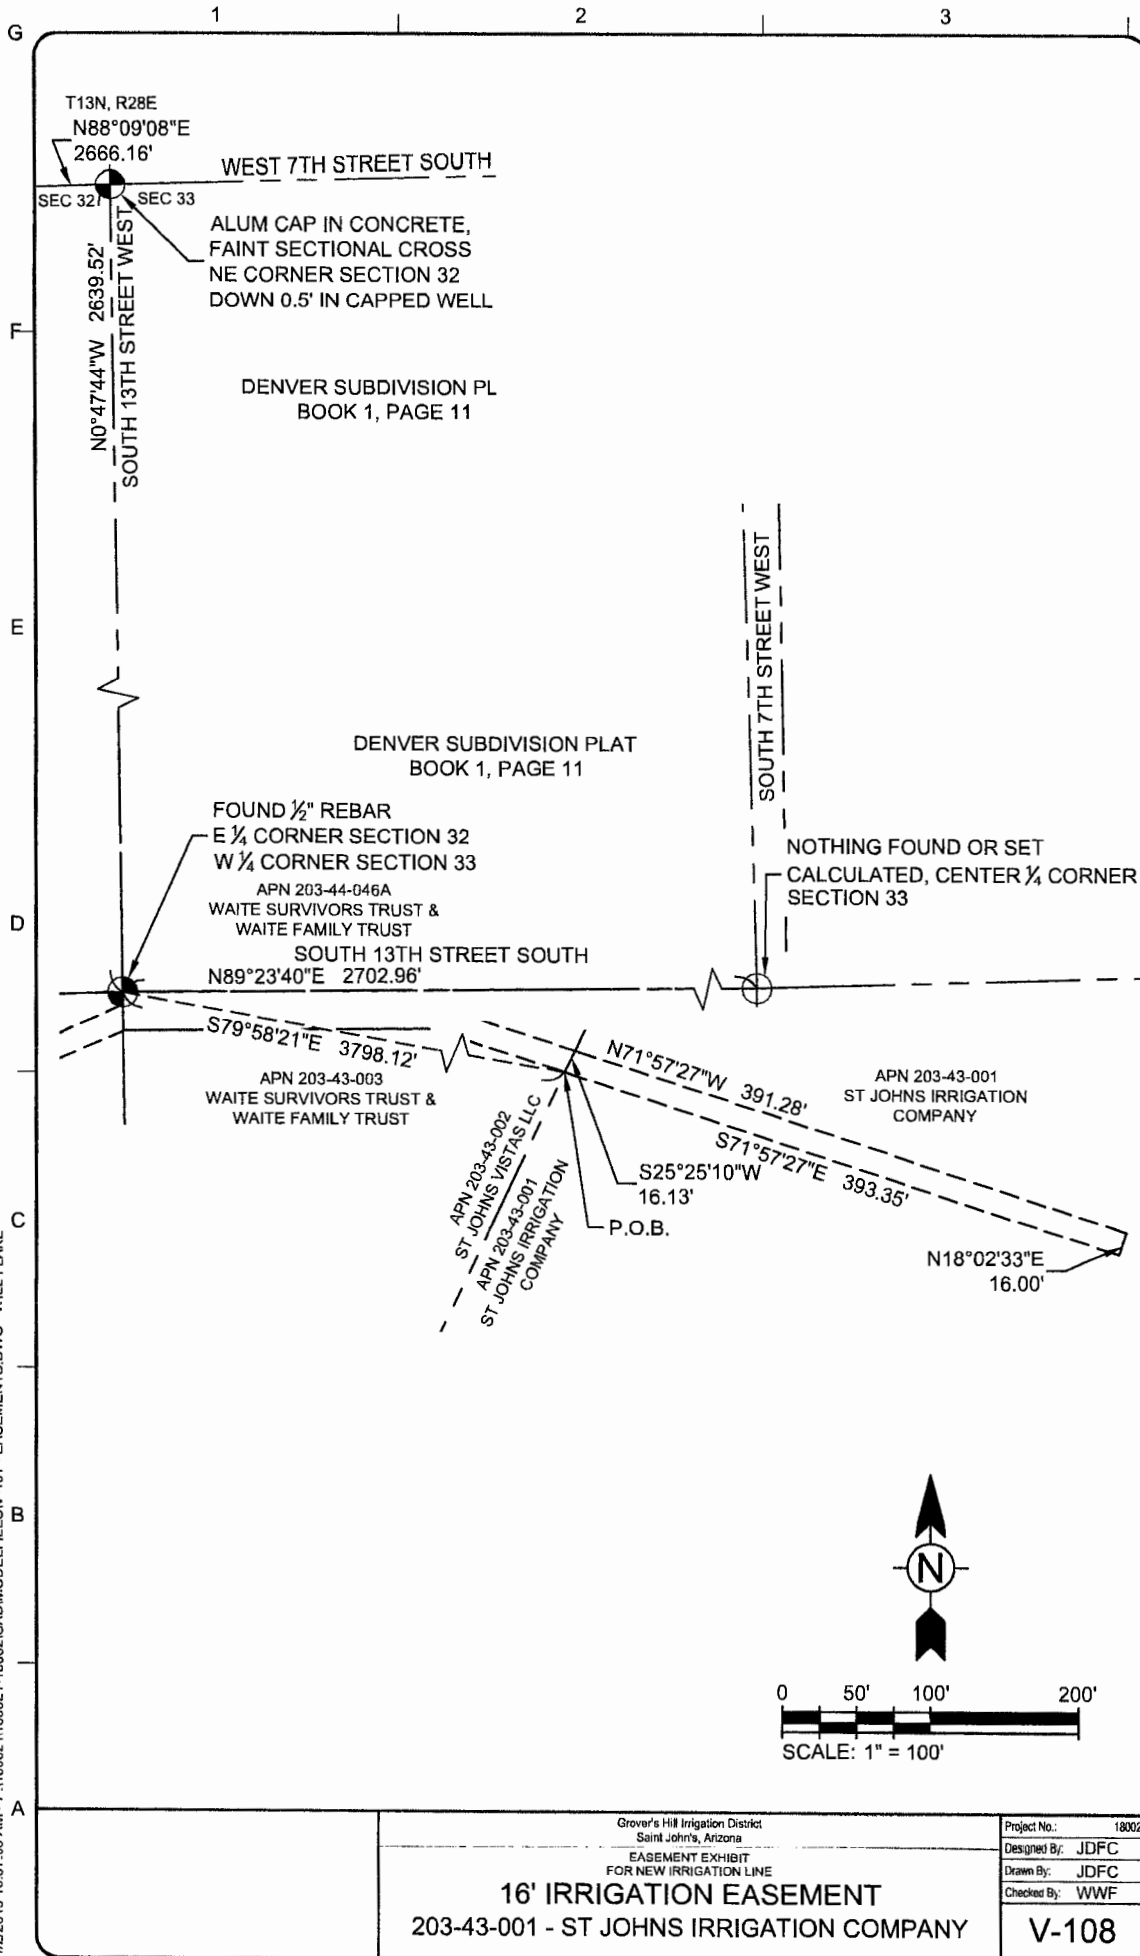 1
2
3
G
F
E
D
C
B
A
T13N, R28E
N88°09'08"E
2666.16'
WEST 7TH STREET SOUTH
SEC 32
SEC 33
ALUM CAP IN CONCRETE,
FAINT SECTIONAL CROSS
NE CORNER SECTION 32
DOWN 0.5' IN CAPPED WELL
N0°47'44"W 2639.52'
SOUTH 13TH STREET WEST
DENVER SUBDIVISION PL
BOOK 1, PAGE 11
SOUTH 7TH STREET WEST
DENVER SUBDIVISION PLAT
BOOK 1, PAGE 11
FOUND ½" REBAR
E ¼ CORNER SECTION 32
W ¼ CORNER SECTION 33
APN 203-44-046A
WAITE SURVIVORS TRUST &
WAITE FAMILY TRUST
NOTHING FOUND OR SET
CALCULATED, CENTER ¼ CORNER
SECTION 33
SOUTH 13TH STREET SOUTH
N89°23'40"E 2702.96'
S79°58'21"E 3798.12'
APN 203-43-003
WAITE SURVIVORS TRUST &
WAITE FAMILY TRUST
N71°57'27"W 391.28'
APN 203-43-001
ST JOHNS IRRIGATION
COMPANY
S71°57'27"E 393.35'
APN 203-43-002
ST JOHNS VISTAS LLC
APN 203-43-001
ST JOHNS IRRIGATION
COMPANY
S25°25'10"W
16.13'
P.O.B.
N18°02'33"E
16.00'
N
0 50' 100' 200'
SCALE: 1" = 100'
Grover's Hill Irrigation District
Saint John's, Arizona
EASEMENT EXHIBIT
FOR NEW IRRIGATION LINE
16' IRRIGATION EASEMENT
203-43-001 - ST JOHNS IRRIGATION COMPANY
Project No.: 18002
Designed By: JDFC
Drawn By: JDFC
Checked By: WWF
V-108